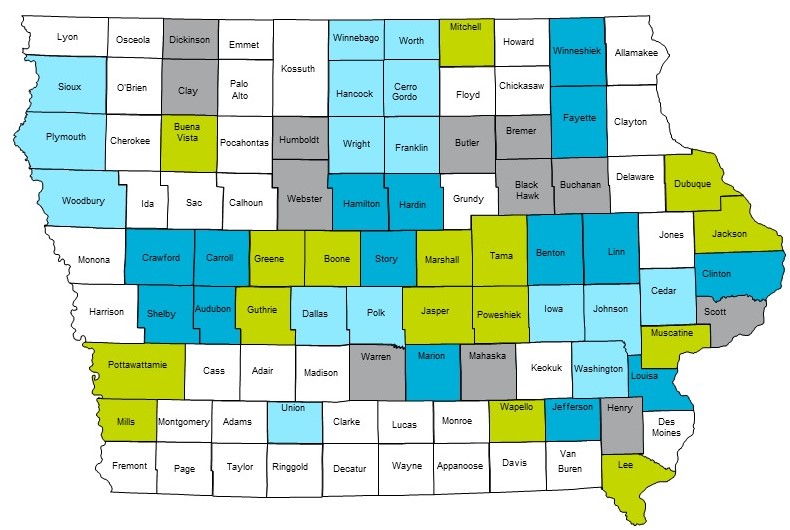 Lyon
Osceola
Dickinson
Emmet
Kossuth
Winnebago
Worth
Mitchell
Howard
Winneshiek
Allamakee
Sioux
O'Brien
Clay
Palo
Alto
Hancock
Cerro
Gordo
Floyd
Chickasaw
Fayette
Clayton
Plymouth
Cherokee
Buena
Vista
Pocahontas
Humboldt
Wright
Franklin
Butler
Bremer
Woodbury
Ida
Sac
Calhoun
Webster
Hamilton
Hardin
Grundy
Black
Hawk
Buchanan
Delaware
Dubuque
Monona
Crawford
Carroll
Greene
Boone
Story
Marshall
Tama
Benton
Linn
Jones
Jackson
Clinton
Harrison
Shelby
Audubon
Guthrie
Dallas
Polk
Jasper
Poweshiek
Iowa
Johnson
Cedar
Scott
Muscatine
Pottawattamie
Cass
Adair
Madison
Warren
Marion
Mahaska
Keokuk
Washington
Louisa
Mills
Montgomery
Adams
Union
Clarke
Lucas
Monroe
Wapello
Jefferson
Henry
Des
Moines
Fremont
Page
Taylor
Ringgold
Decatur
Wayne
Appanoose
Davis
Van
Buren
Lee